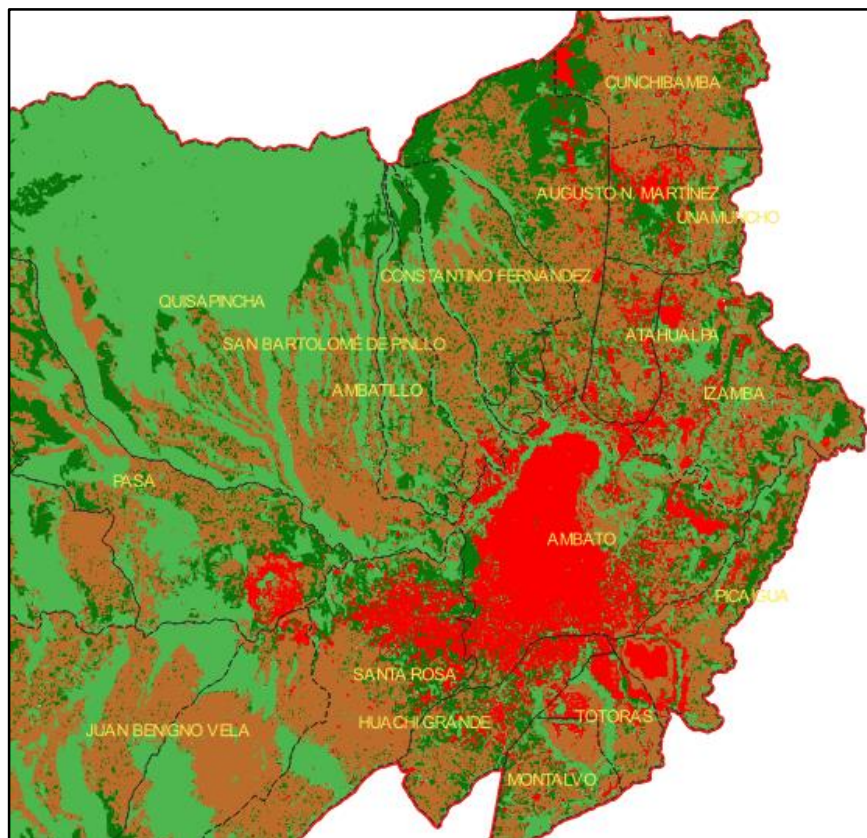 CUNCHIBAMBA
AUGUSTO N. MARTÍNEZ
UNAMUNCHO
CONSTANTINO FERNANDEZ
QUISAPINCHA
ATAHUALPA
SAN BARTOLOMÉ DE PINLLO
AMBATILLO
IZAMBA
PASA
AMBATO
PICAIGUA
SANTA ROSA
HUACHI GRANDE
TOTORAS
JUAN BENIGNO VELA
MONTALVO